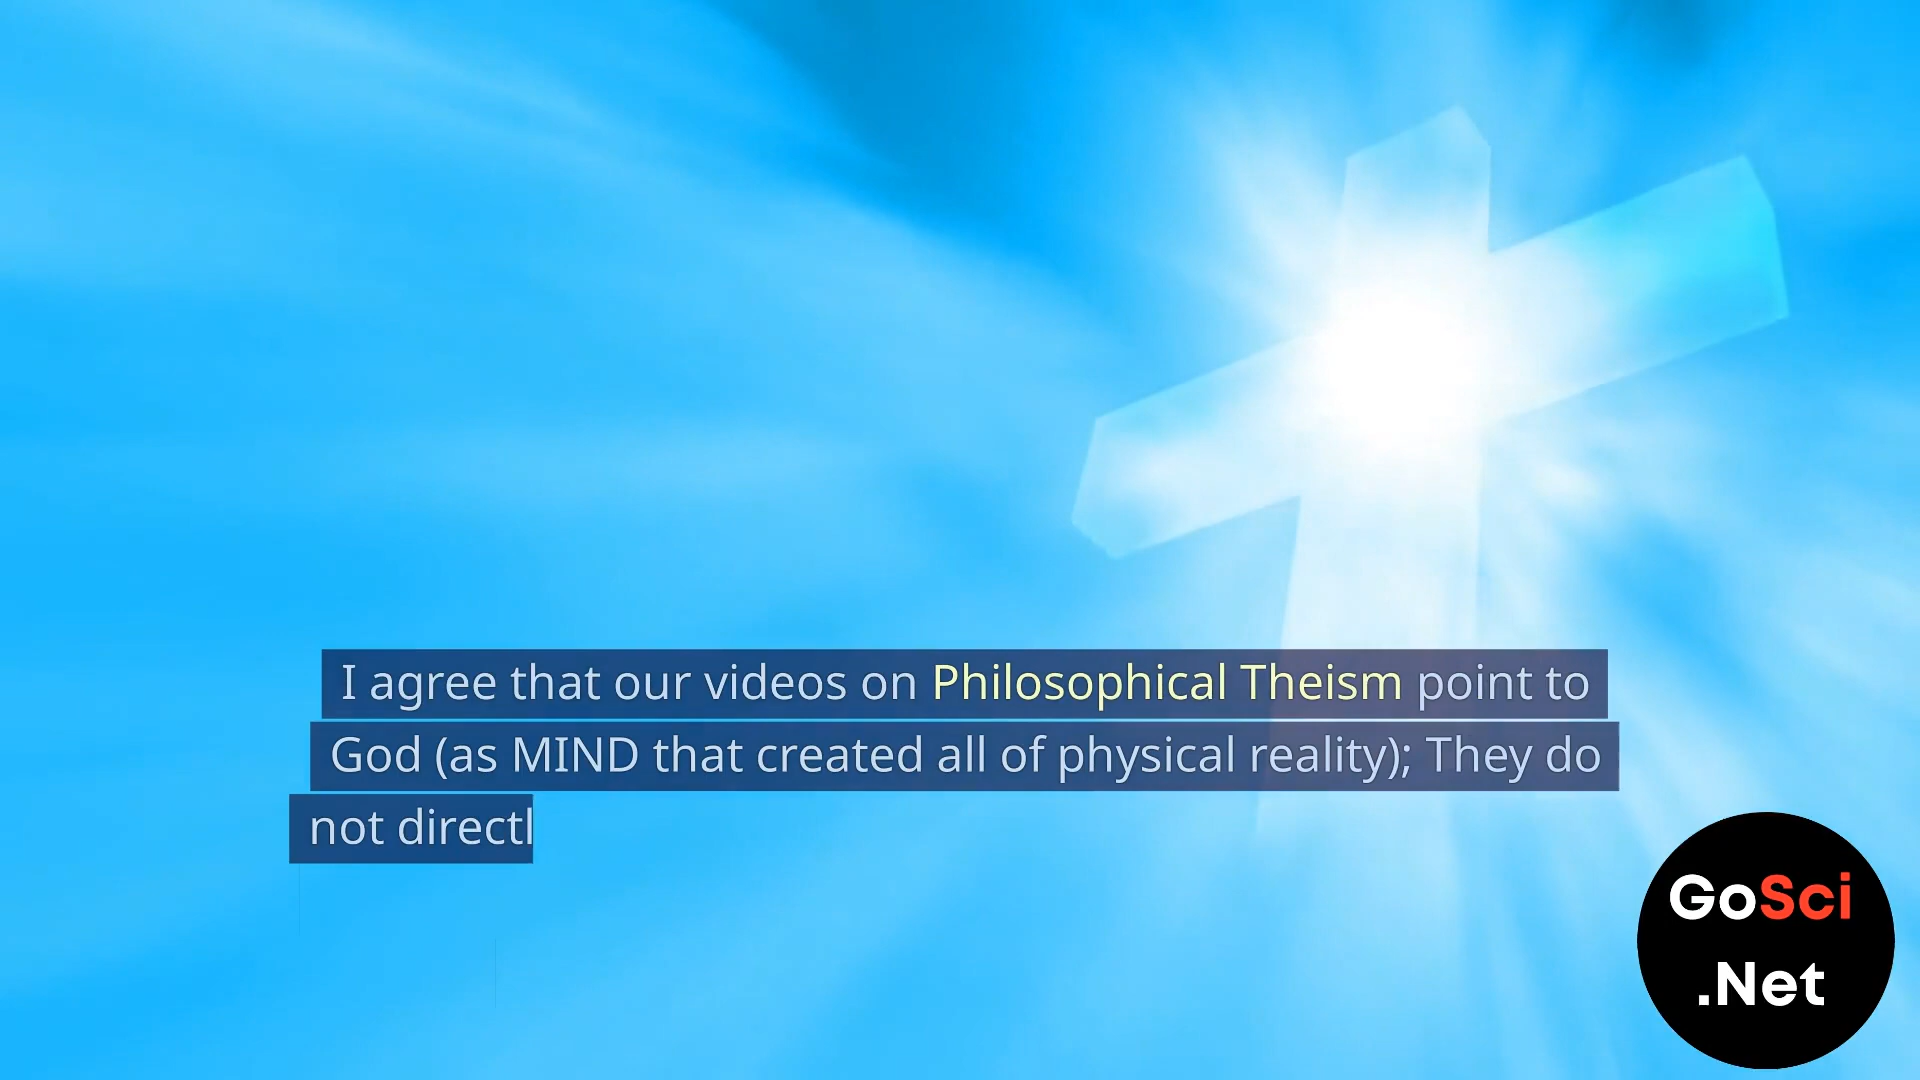 I agree that our videos on Philosophical Theism point to
God (as MIND that created all of physical reality); They do
not directl
GoSci
.Net